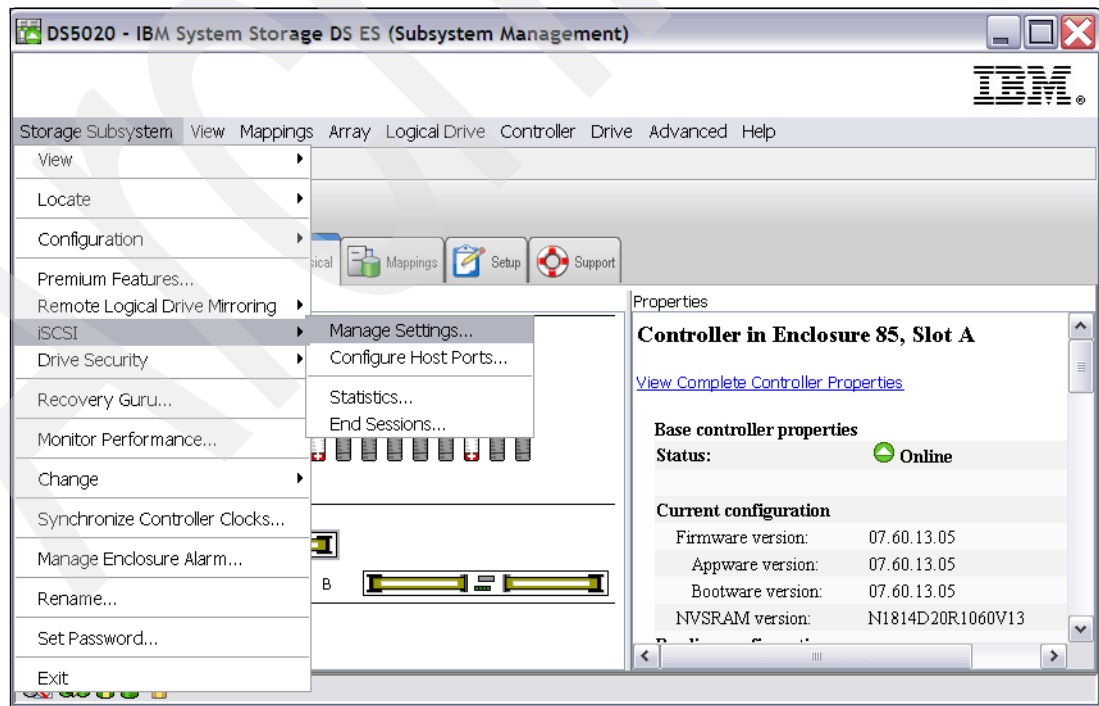 DS5020 - IBM System Storage DS ES (Subsystem Management)
IBM®
Storage Subsystem View Mappings Array Logical Drive Controller Drive Advanced Help
View
Locate
Configuration
Premium Features...
Remote Logical Drive Mirroring
iSCSI
Drive Security
Recovery Guru...
Monitor Performance...
Change
Synchronize Controller Clocks...
Manage Enclosure Alarm...
Rename...
Set Password...
Exit
Manage Settings...
Configure Host Ports...
Statistics...
End Sessions...
Mappings Setup Support
B
Properties
Controller in Enclosure 85, Slot A
View Complete Controller Properties
Base controller properties
Status: Online
Current configuration
Firmware version: 07.60.13.05
Appware version: 07.60.13.05
Bootware version: 07.60.13.05
NVSRAM version: N1814D20R1060V13